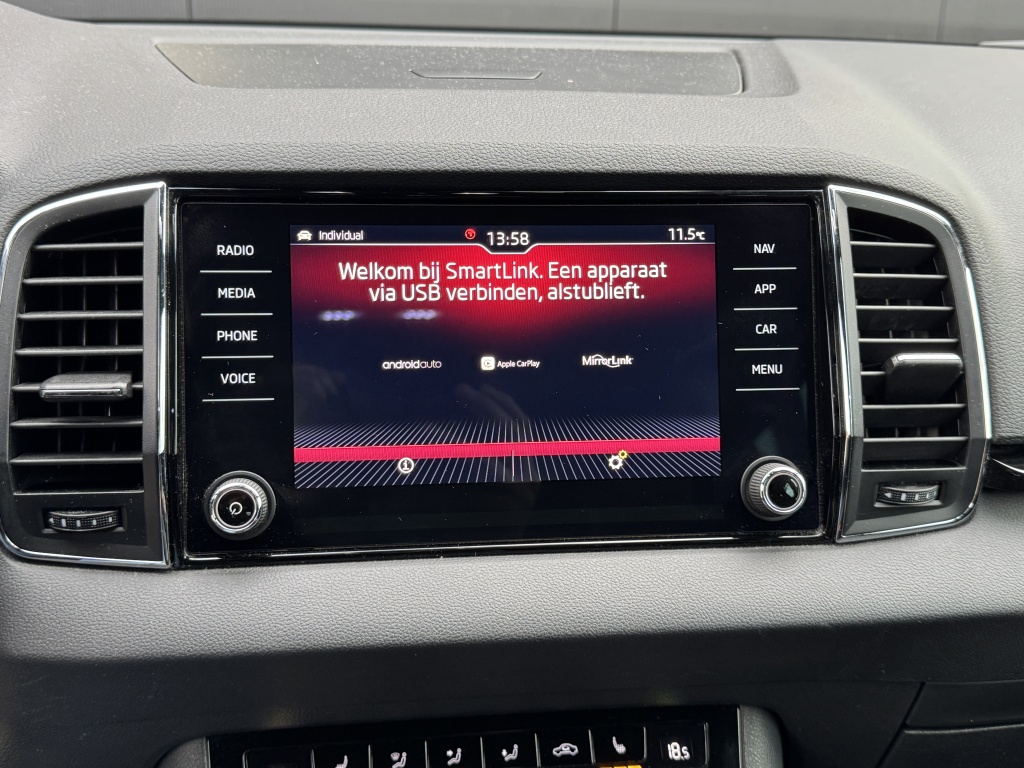 Individual 13:58 11.5°C
RADIO
MEDIA
PHONE
VOICE
Welkom bij SmartLink. Een apparaat
via USB verbinden, alstublieft.
androidauto Apple CarPlay MirrorLink
NAV
APP
CAR
MENU
18.5